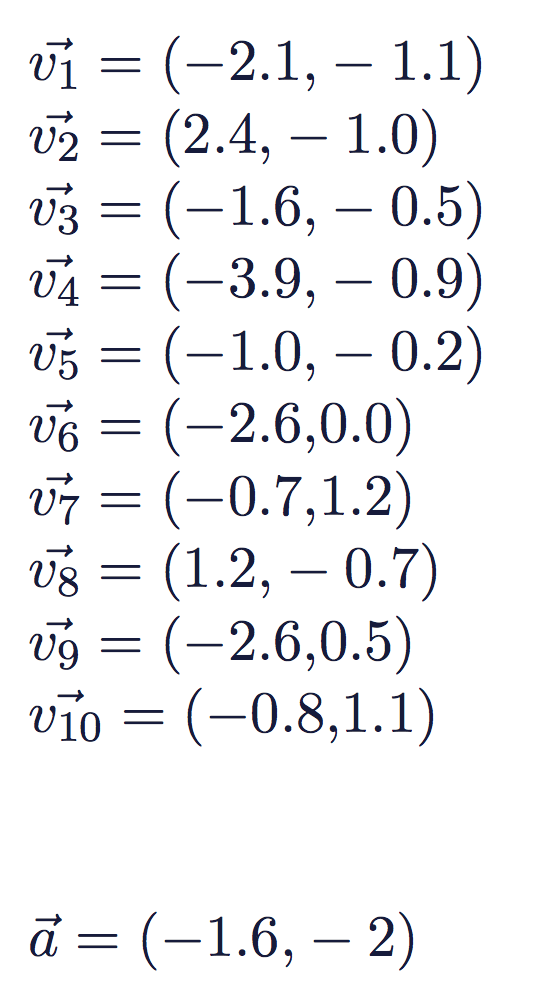 v⃗1 = (−2.1, − 1.1)
v⃗2 = (2.4, − 1.0)
v⃗3 = (−1.6, − 0.5)
v⃗4 = (−3.9, − 0.9)
v⃗5 = (−1.0, − 0.2)
v⃗6 = (−2.6,0.0)
v⃗7 = (−0.7,1.2)
v⃗8 = (1.2, − 0.7)
v⃗9 = (−2.6,0.5)
v⃗10 = (−0.8,1.1)
a⃗ = (−1.6, − 2)